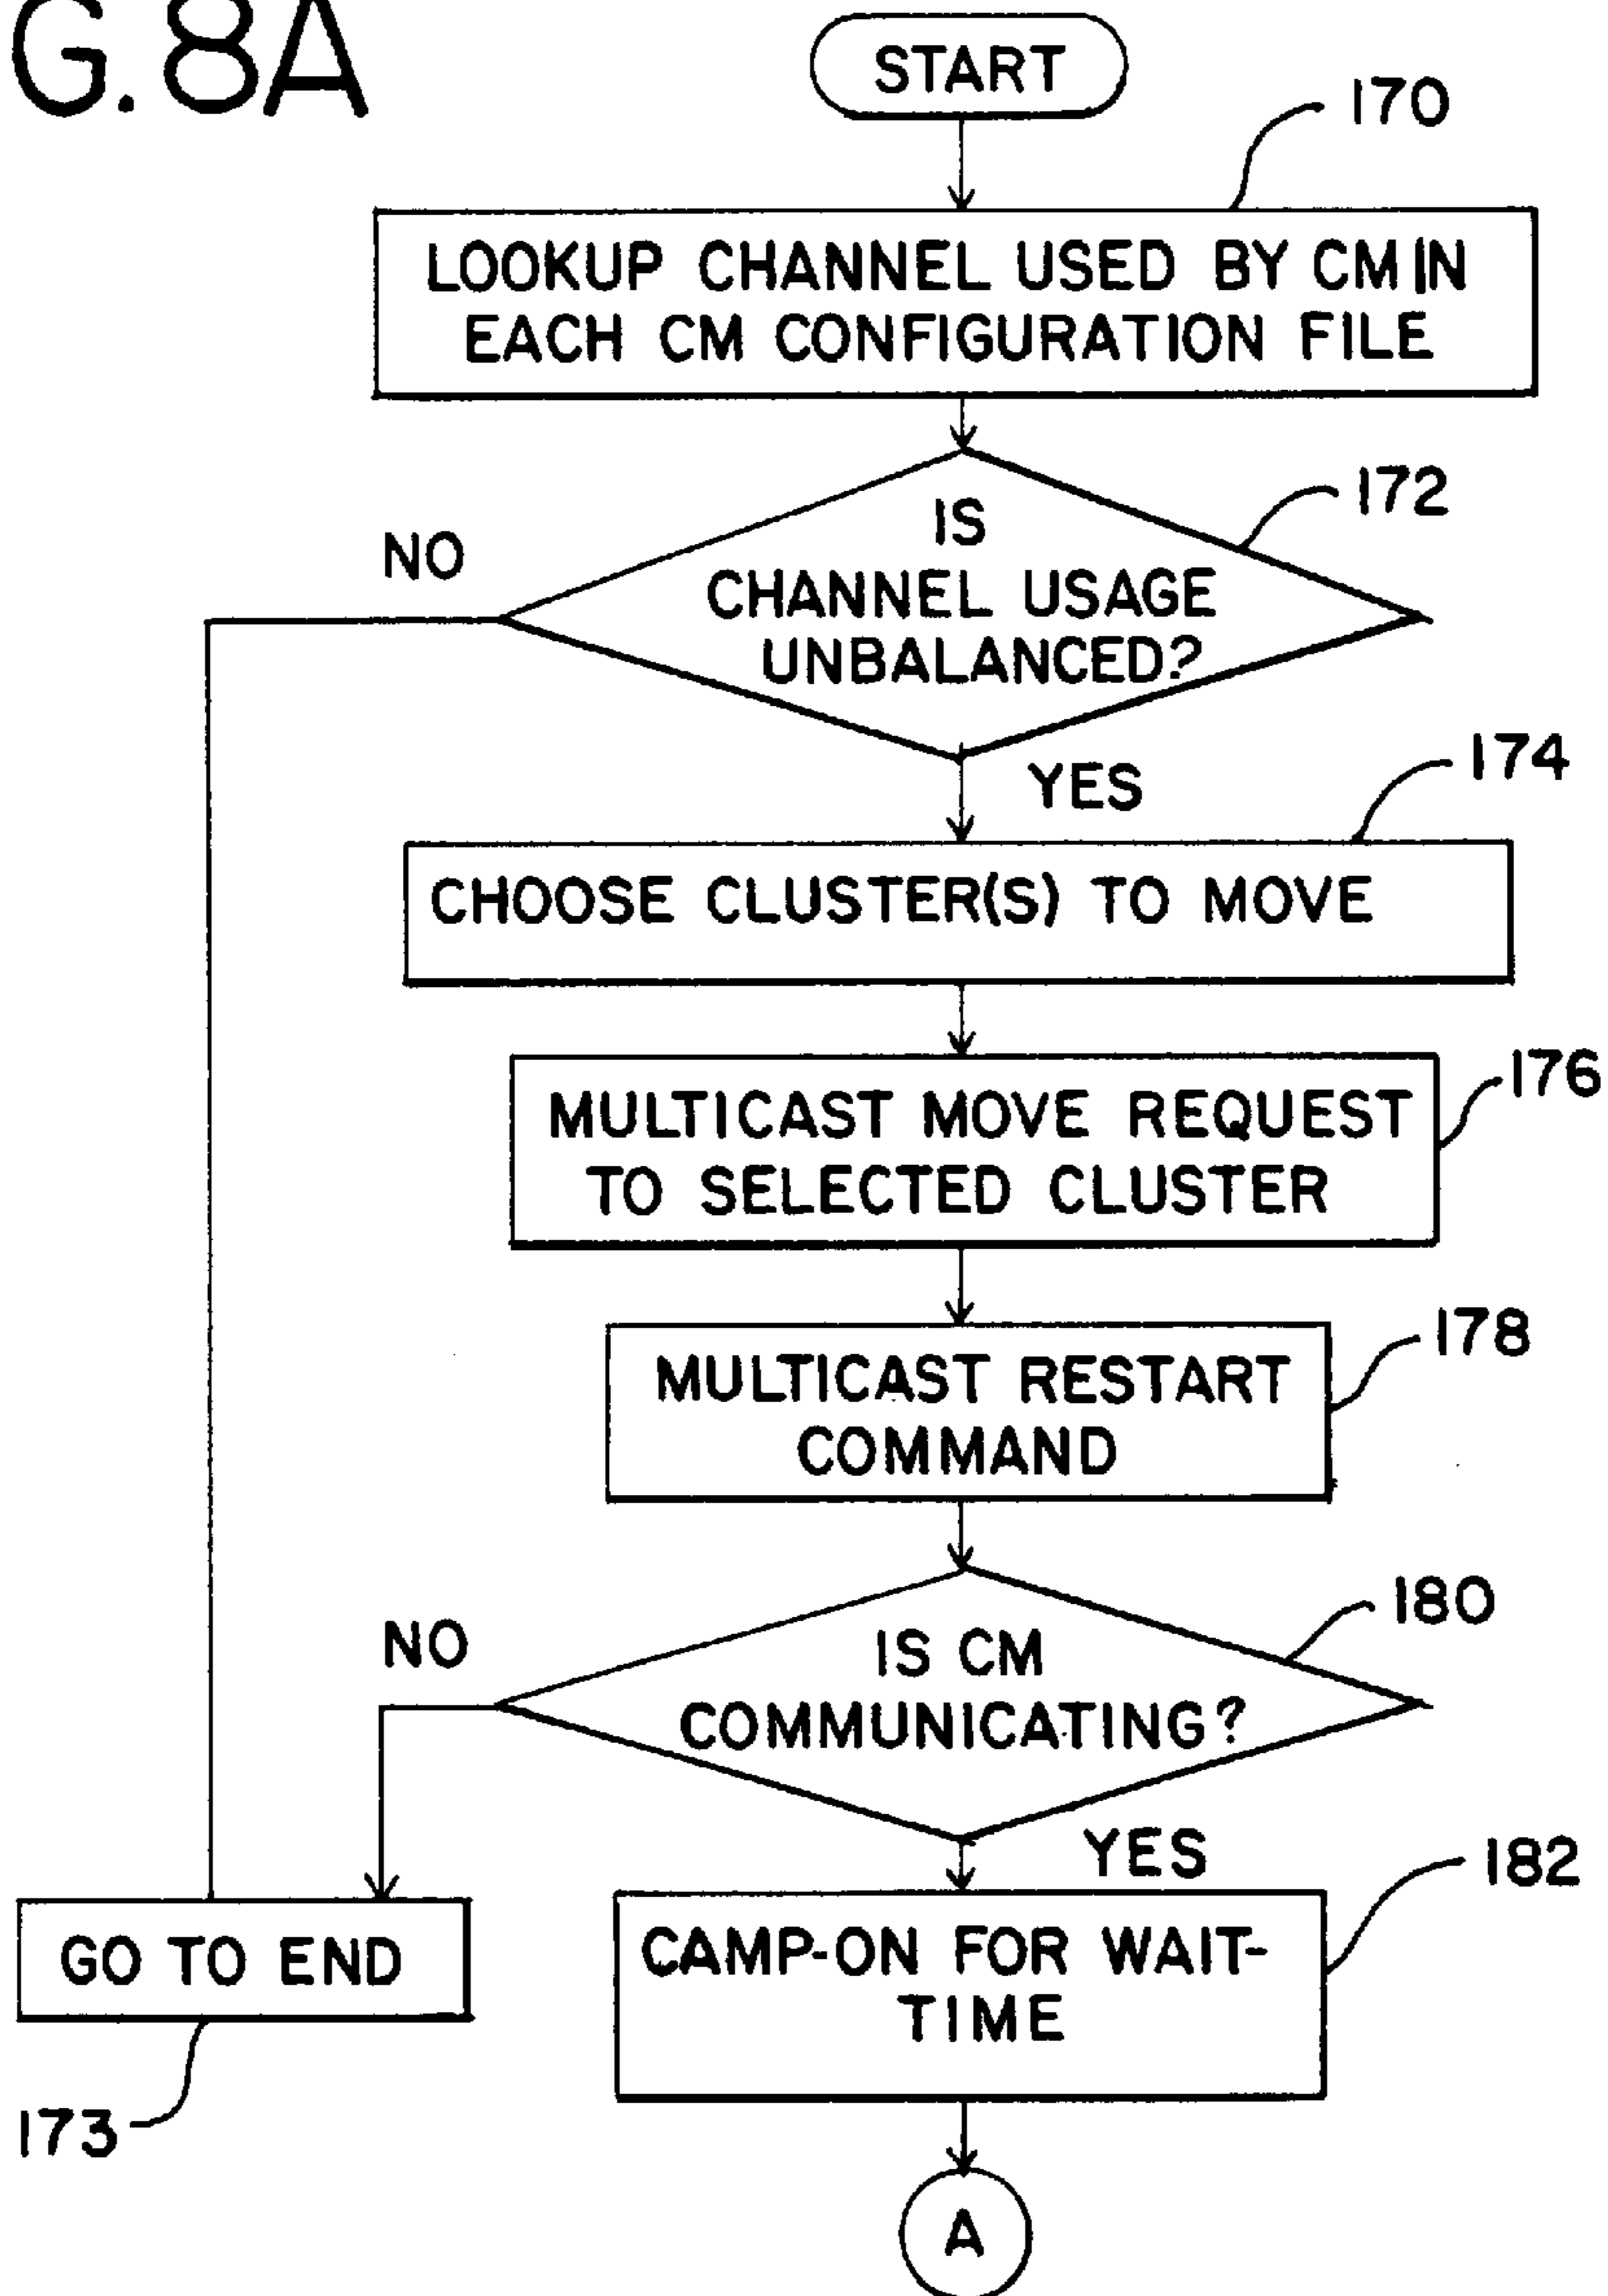 G. 8A
START
170
LOOKUP CHANNEL USED BY CM IN
EACH CM CONFIGURATION FILE
172
NO
IS
CHANNEL USAGE
UNBALANCED?
YES
174
CHOOSE CLUSTER(S) TO MOVE
176
MULTICAST MOVE REQUEST
TO SELECTED CLUSTER
178
MULTICAST RESTART
COMMAND
180
NO
IS CM
COMMUNICATING?
YES
182
GO TO END
CAMP-ON FOR WAIT-
TIME
173
A